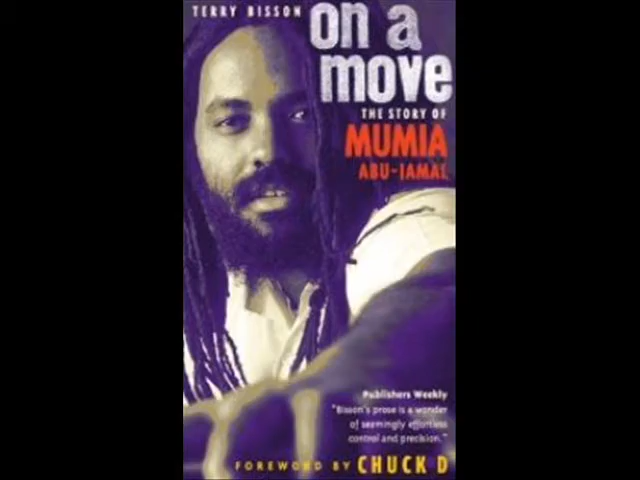 TERRY BISSON
on a
move
THE STORY OF
MUMIA
ABU-JAMAL
Publishers Weekly
"Bisson's prose is a wonder
of seemingly effortless
control and precision."
FOREWORD BY CHUCK D